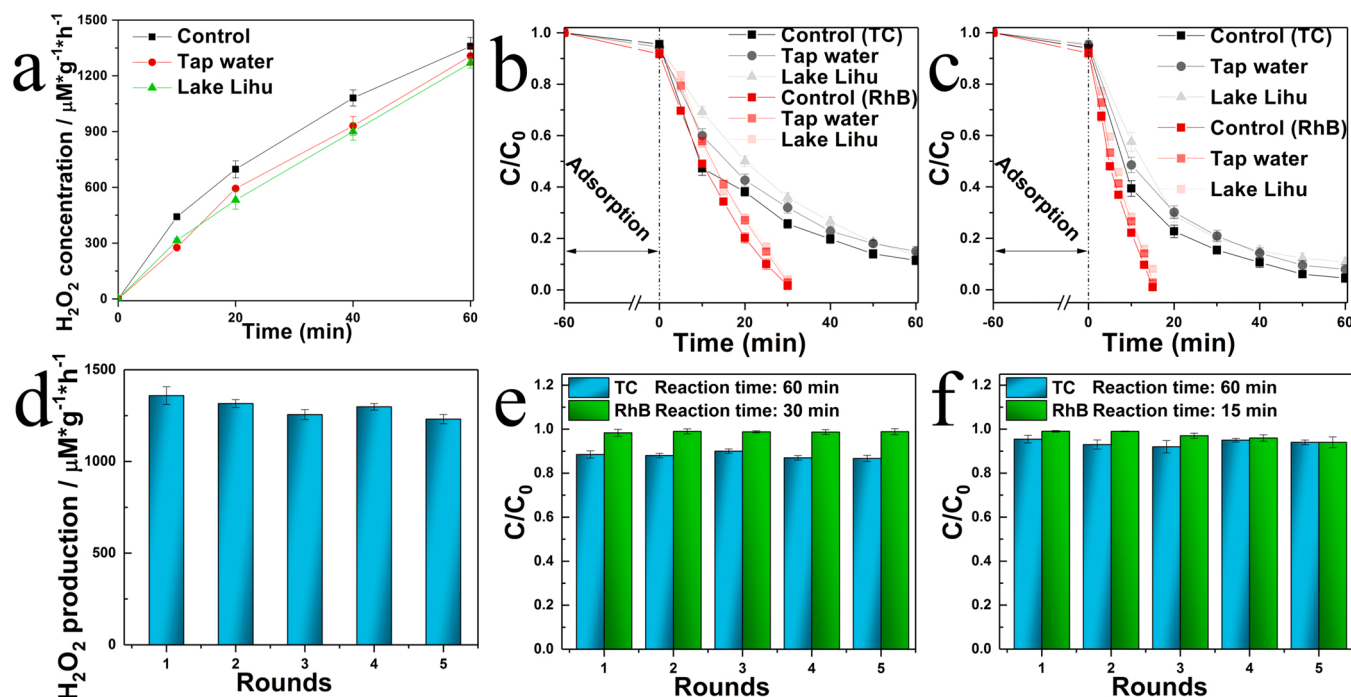 a
H₂O₂ concentration / μM*g⁻¹*h⁻¹
1500
1200
900
600
300
0
Control
Tap water
Lake Lihu
0 20 40 60
Time (min)
b
C/C₀
1.0
0.8
0.6
0.4
0.2
0.0
Control (TC)
Tap water
Lake Lihu
Control (RhB)
Tap water
Lake Lihu
Adsorption
-60 0 20 40 60
Time (min)
c
C/C₀
1.0
0.8
0.6
0.4
0.2
0.0
Control (TC)
Tap water
Lake Lihu
Control (RhB)
Tap water
Lake Lihu
Adsorption
-60 0 20 40 60
Time (min)
d
H₂O₂ production / μM*g⁻¹*h⁻¹
1500
1000
500
0
1 2 3 4 5
Rounds
e
C/C₀
1.2
1.0
0.8
0.6
0.4
0.2
0.0
TC Reaction time: 60 min
RhB Reaction time: 30 min
1 2 3 4 5
Rounds
f
C/C₀
1.2
1.0
0.8
0.6
0.4
0.2
0.0
TC Reaction time: 60 min
RhB Reaction time: 15 min
1 2 3 4 5
Rounds